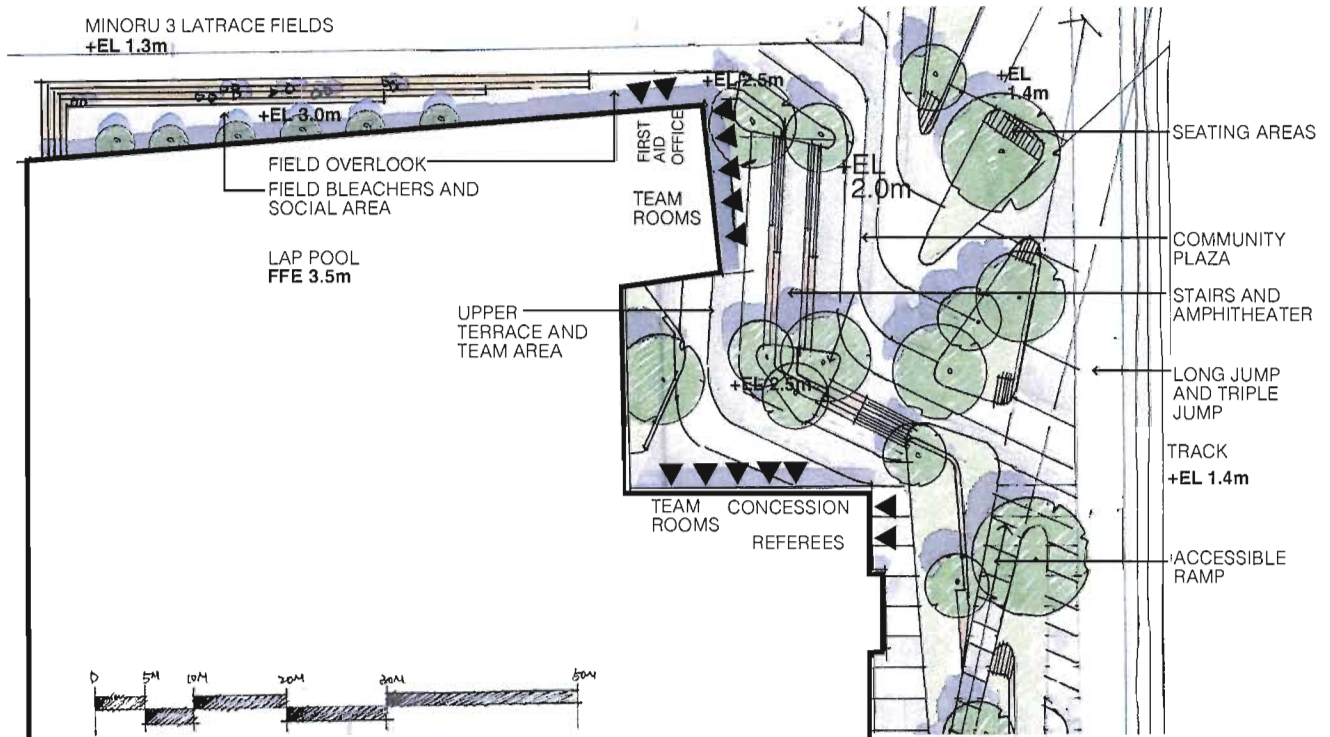 MINORU 3 LATRACE FIELDS
+EL 1.3m
+EL 3.0m
+EL 2.5m
+EL
1.4m
FIRST
AID
OFFICE
FIELD OVERLOOK
FIELD BLEACHERS AND
SOCIAL AREA
TEAM
ROOMS
+EL
2.0m
SEATING AREAS
COMMUNITY
PLAZA
LAP POOL
FFE 3.5m
STAIRS AND
AMPHITHEATER
UPPER
TERRACE AND
TEAM AREA
+EL 2.5m
LONG JUMP
AND TRIPLE
JUMP
TRACK
+EL 1.4m
TEAM
ROOMS
CONCESSION
REFEREES
ACCESSIBLE
RAMP
0 5M 10M 20M 30M 50M